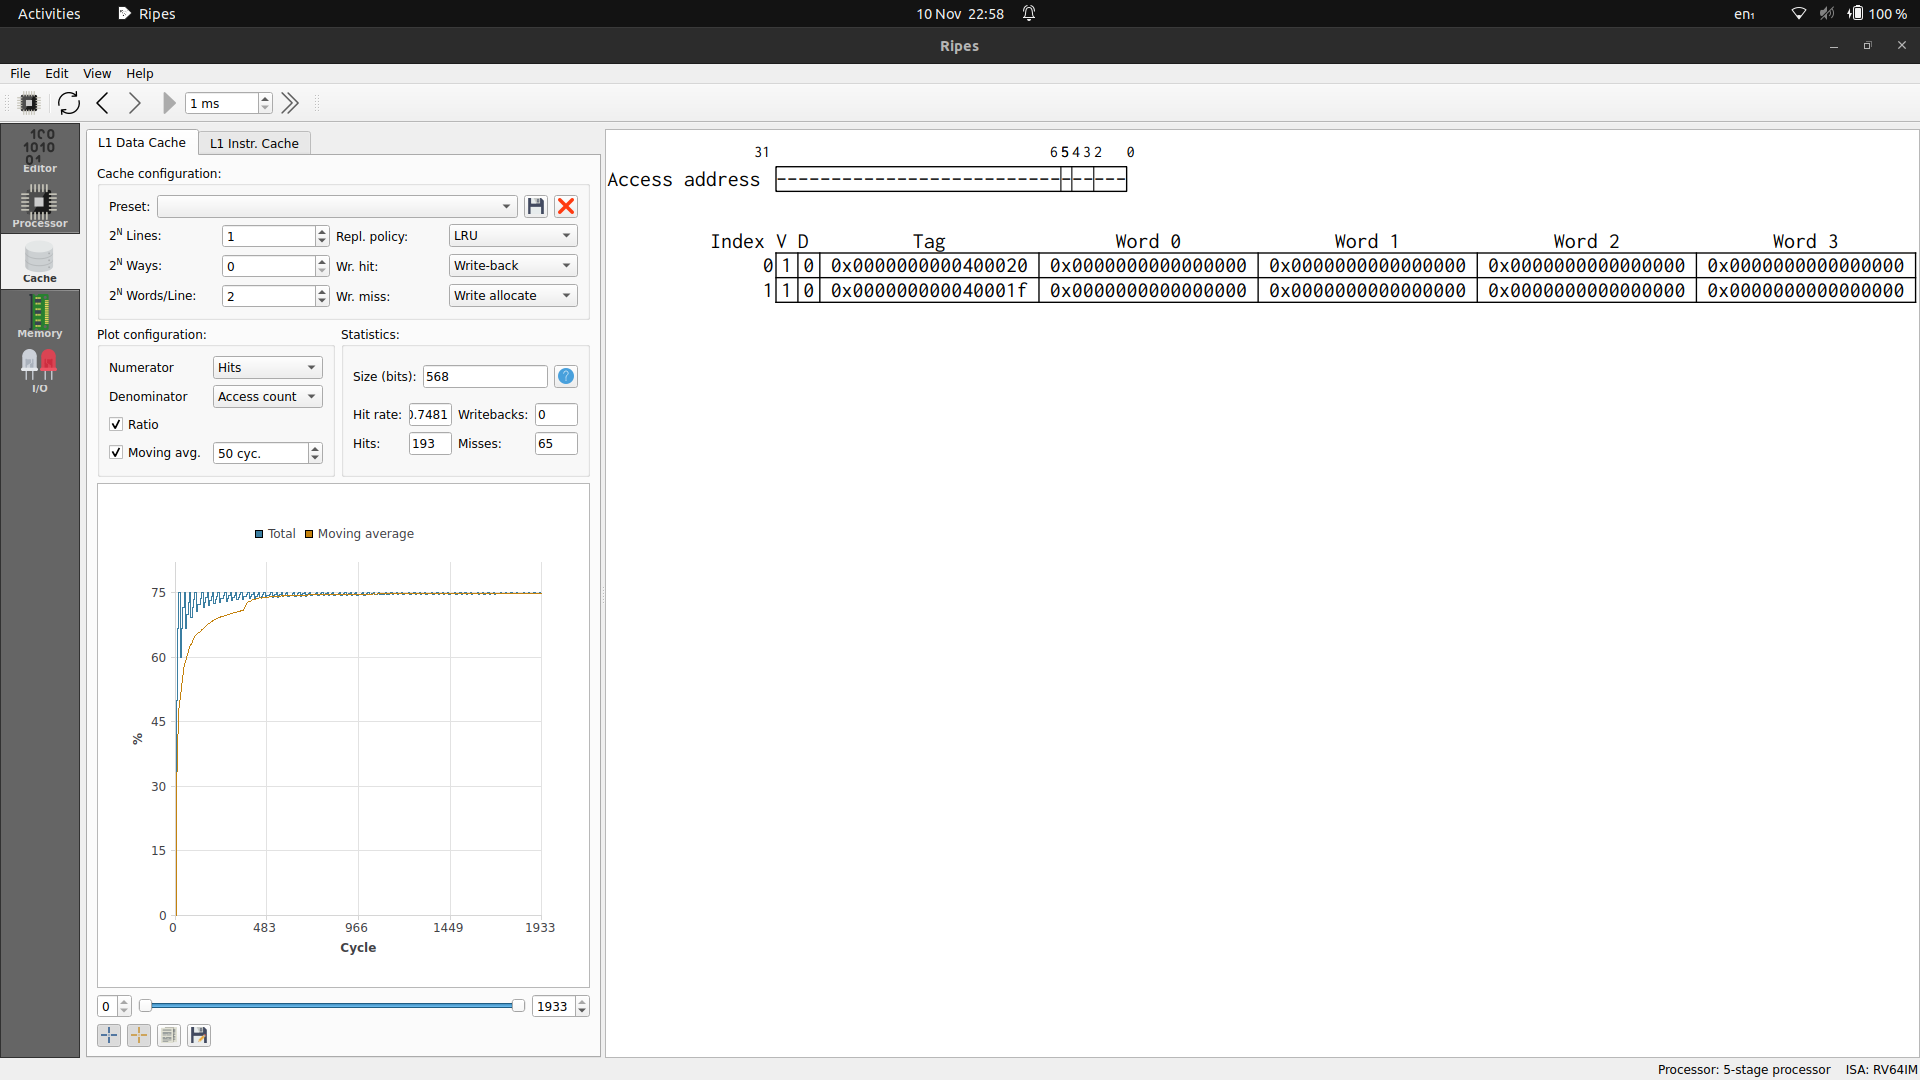 Activities Ripes 10 Nov 22:58 en₁ 100 %
Ripes
File Edit View Help
1 ms
Editor
Processor
Cache
Memory
I/O
L1 Data Cache L1 Instr. Cache
Cache configuration:
Preset:
2^N Lines: 1 Repl. policy: LRU
2^N Ways: 0 Wr. hit: Write-back
2^N Words/Line: 2 Wr. miss: Write allocate
Plot configuration:
Numerator Hits
Denominator Access count
Ratio
Moving avg. 50 cyc.
Statistics:
Size (bits): 568
Hit rate: 0.7481 Writebacks: 0
Hits: 193 Misses: 65
Total Moving average
75
60
45
30
15
0
%
0 483 966 1449 1933
Cycle
0 1933
31 6 5 4 3 2 0
Access address --------------------------
Index V D Tag Word 0 Word 1 Word 2 Word 3
0 1 0 0x0000000000400020 0x0000000000000000 0x0000000000000000 0x0000000000000000 0x0000000000000000
1 1 0 0x000000000040001f 0x0000000000000000 0x0000000000000000 0x0000000000000000 0x0000000000000000
Processor: 5-stage processor ISA: RV64IM